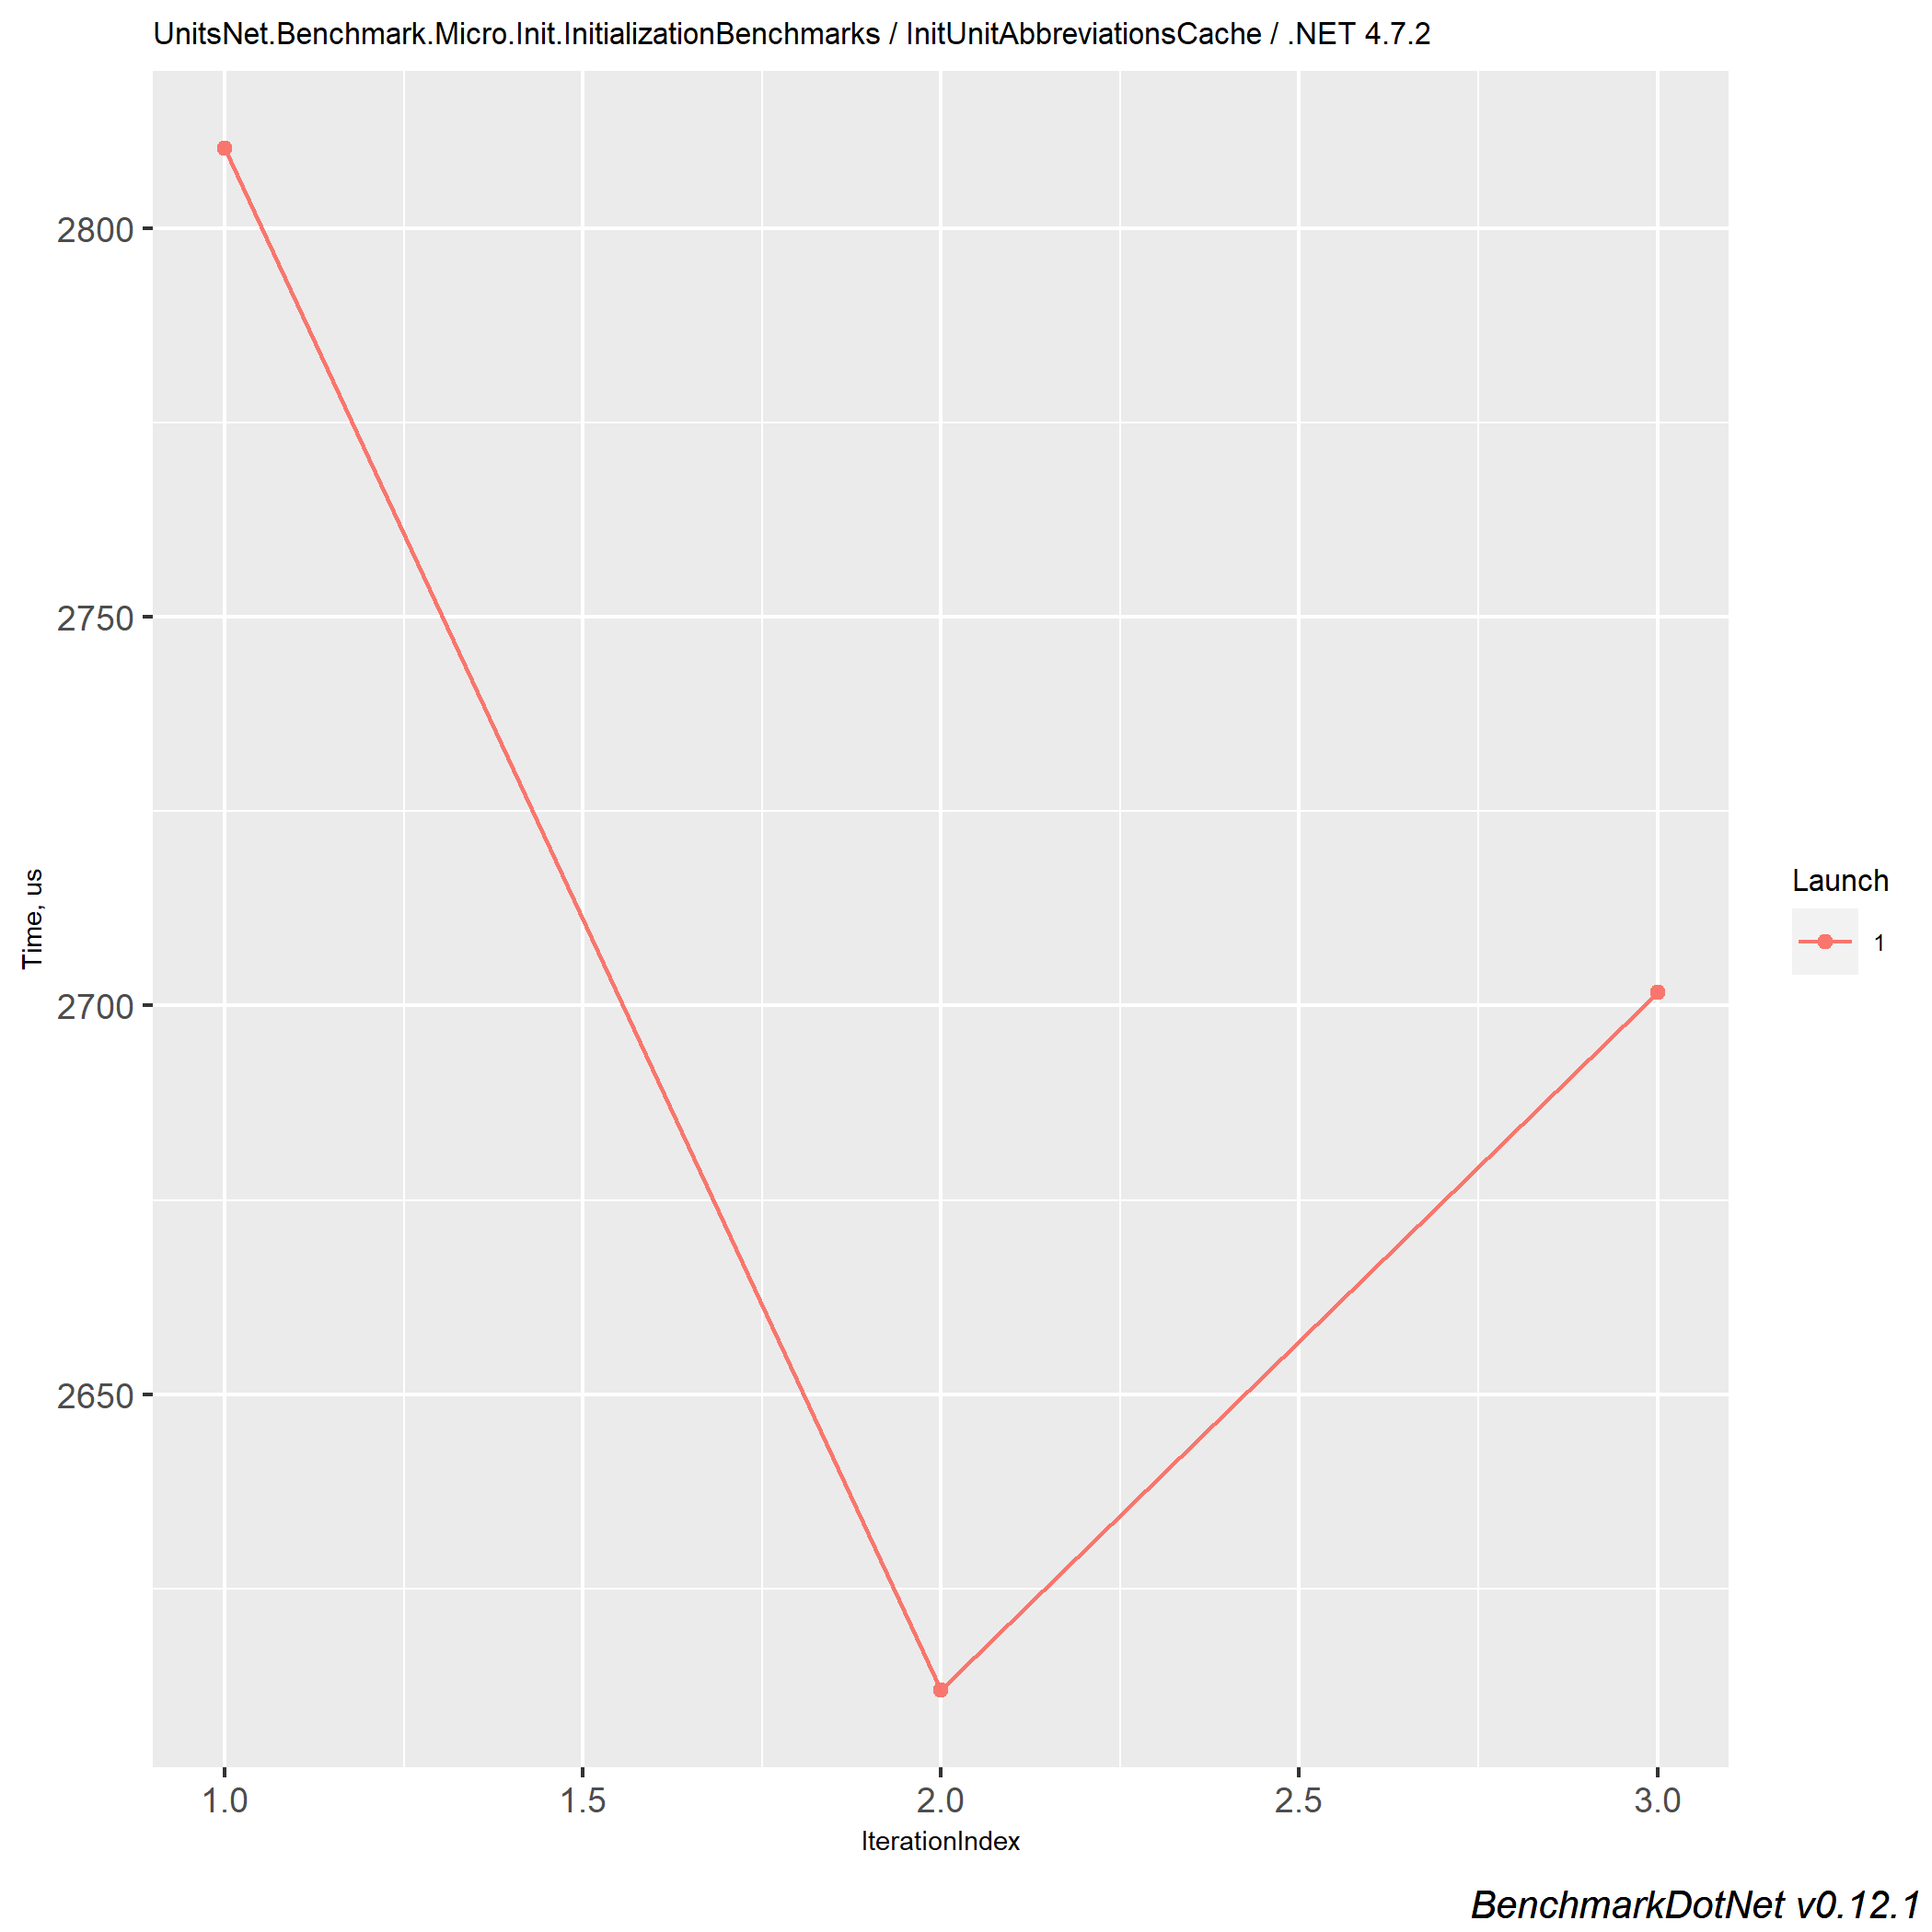 UnitsNet.Benchmark.Micro.Init.InitializationBenchmarks / InitUnitAbbreviationsCache / .NET 4.7.2
2800
2750
2700
2650
Time, us
1.0 1.5 2.0 2.5 3.0
IterationIndex
Launch
1
BenchmarkDotNet v0.12.1